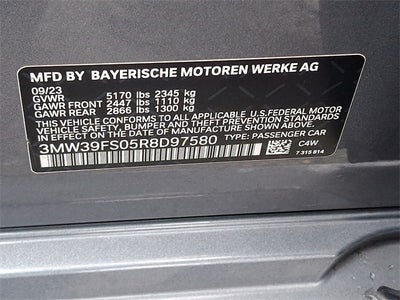 MFD BY BAYERISCHE MOTOREN WERKE AG
09/23
GVWR 5170 lbs 2345 kg
GAWR FRONT 2447 lbs 1110 kg
GAWR REAR 2866 lbs 1300 kg
THIS VEHICLE CONFORMS TO ALL APPLICABLE U.S. FEDERAL MOTOR
VEHICLE SAFETY, BUMPER AND THEFT PREVENTION STANDARDS IN
EFFECT ON THE DATE OF MANUFACTURE SHOWN ABOVE.
3MW39FS05R8D97580 TYPE: PASSENGER CAR
C4W
7 315 814